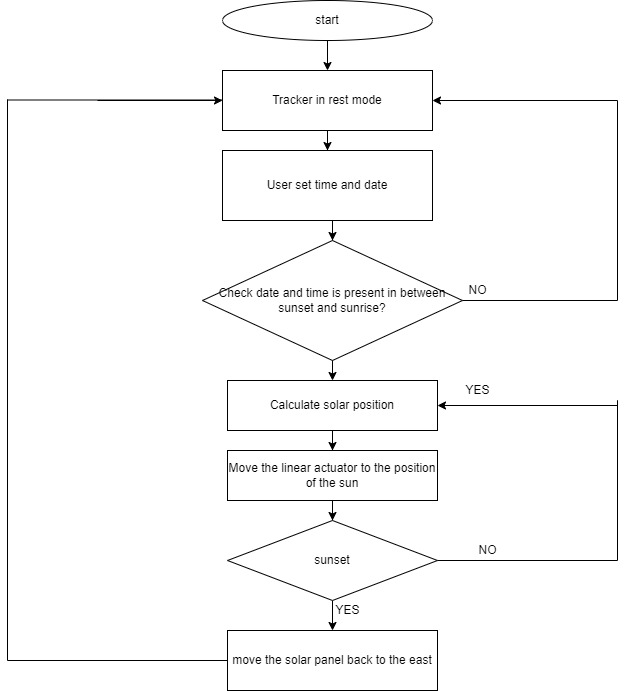 start
Tracker in rest mode
User set time and date
Check date and time is present in between
sunset and sunrise?
NO
Calculate solar position
YES
Move the linear actuator to the position
of the sun
sunset
NO
YES
move the solar panel back to the east